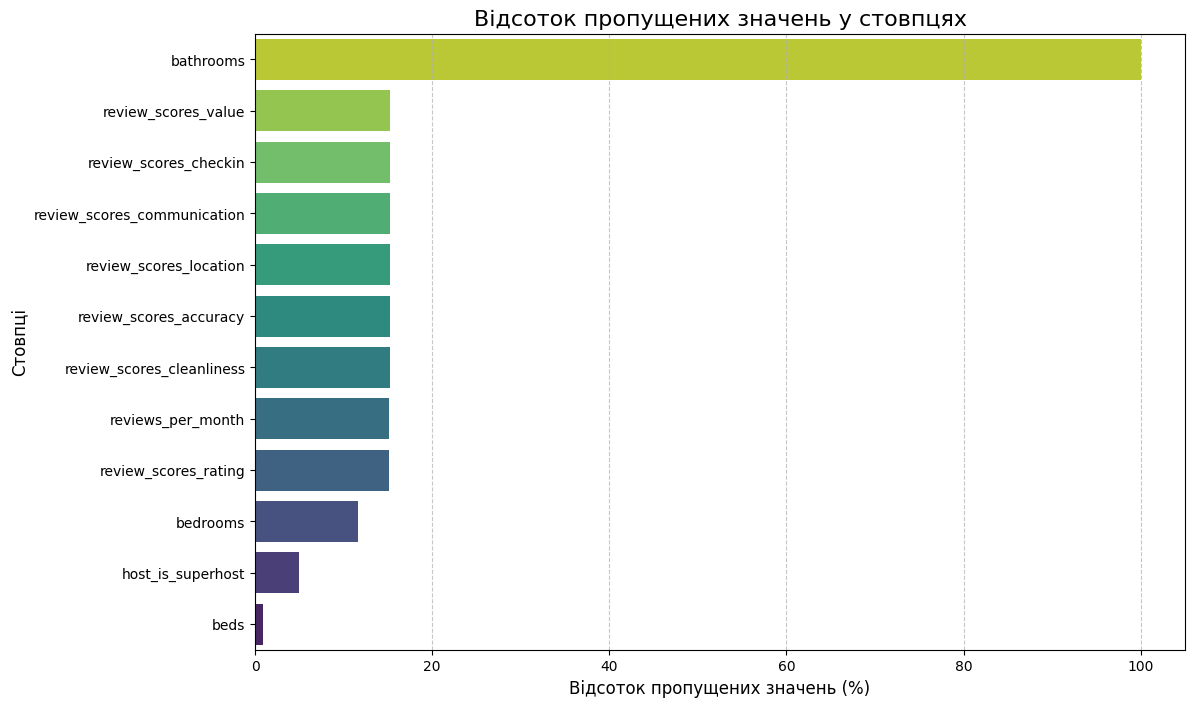 Відсоток пропущених значень у стовпцях
Стовпці
bathrooms
review_scores_value
review_scores_checkin
review_scores_communication
review_scores_location
review_scores_accuracy
review_scores_cleanliness
reviews_per_month
review_scores_rating
bedrooms
host_is_superhost
beds
0 20 40 60 80 100
Відсоток пропущених значень (%)